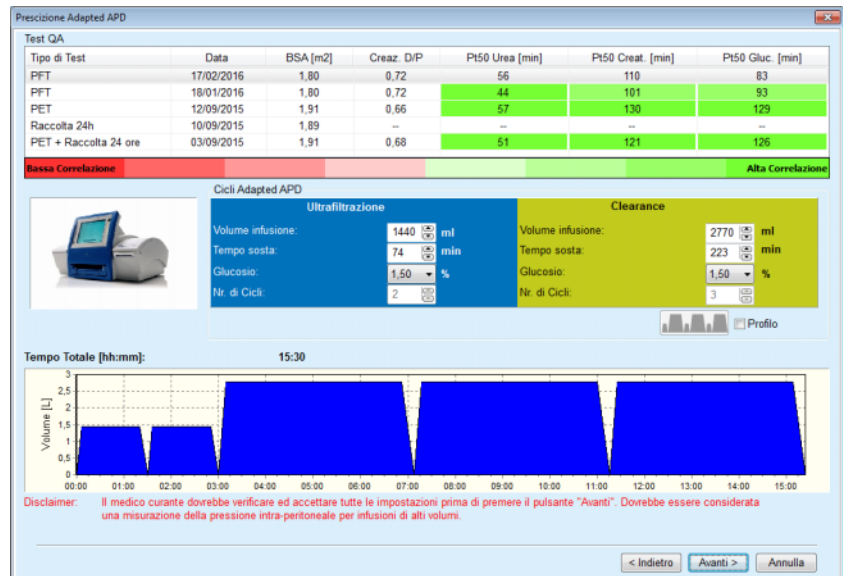 Prescizione Adapted APD
Test QA
Tipo di Test Data BSA [m2] Creaz. D/P Pt50 Urea [min] Pt50 Creat. [min] Pt50 Gluc. [min]
PFT 17/02/2016 1,80 0,72 56 110 83
PFT 18/01/2016 1,80 0,72 44 101 93
PET 12/09/2015 1,91 0,66 57 130 129
Raccolta 24h 10/09/2015 1,89 -- -- -- --
PET + Raccolta 24 ore 03/09/2015 1,91 0,68 51 121 126
Bassa Correlazione Alta Correlazione
Cicli Adapted APD
Ultrafiltrazione Clearance
Volume infusione: 1440 ml Volume infusione: 2770 ml
Tempo sosta: 74 min Tempo sosta: 223 min
Glucosio: 1,50 % Glucosio: 1,50 %
Nr. di Cicli: 2 Nr. di Cicli: 3
Profilo
Tempo Totale [hh:mm]: 15:30
Volume [L]
3
2,5
2
1,5
1
0,5
0
00:00 01:00 02:00 03:00 04:00 05:00 06:00 07:00 08:00 09:00 10:00 11:00 12:00 13:00 14:00 15:00
Disclaimer: Il medico curante dovrebbe verificare ed accettare tutte le impostazioni prima di premere il pulsante "Avanti". Dovrebbe essere considerata
una misurazione della pressione intra-peritoneale per infusioni di alti volumi.
< Indietro Avanti > Annulla